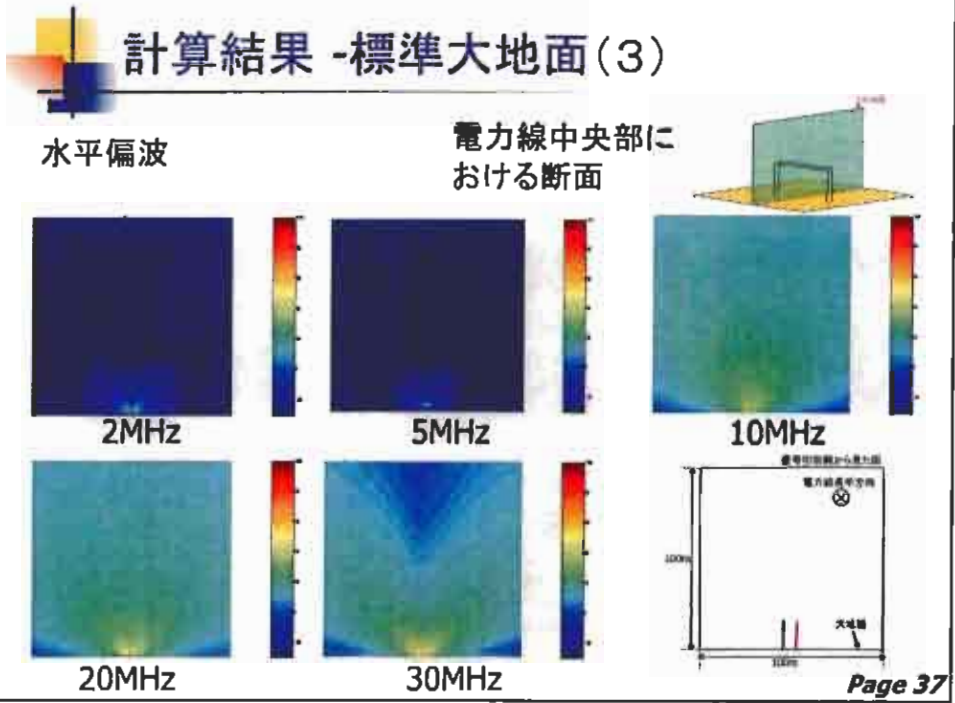 計算結果 -標準大地面(3)
水平偏波
電力線中央部に
おける断面
2MHz
5MHz
10MHz
20MHz
30MHz
電力線長手方向
100m
大地面
100m
Page 37